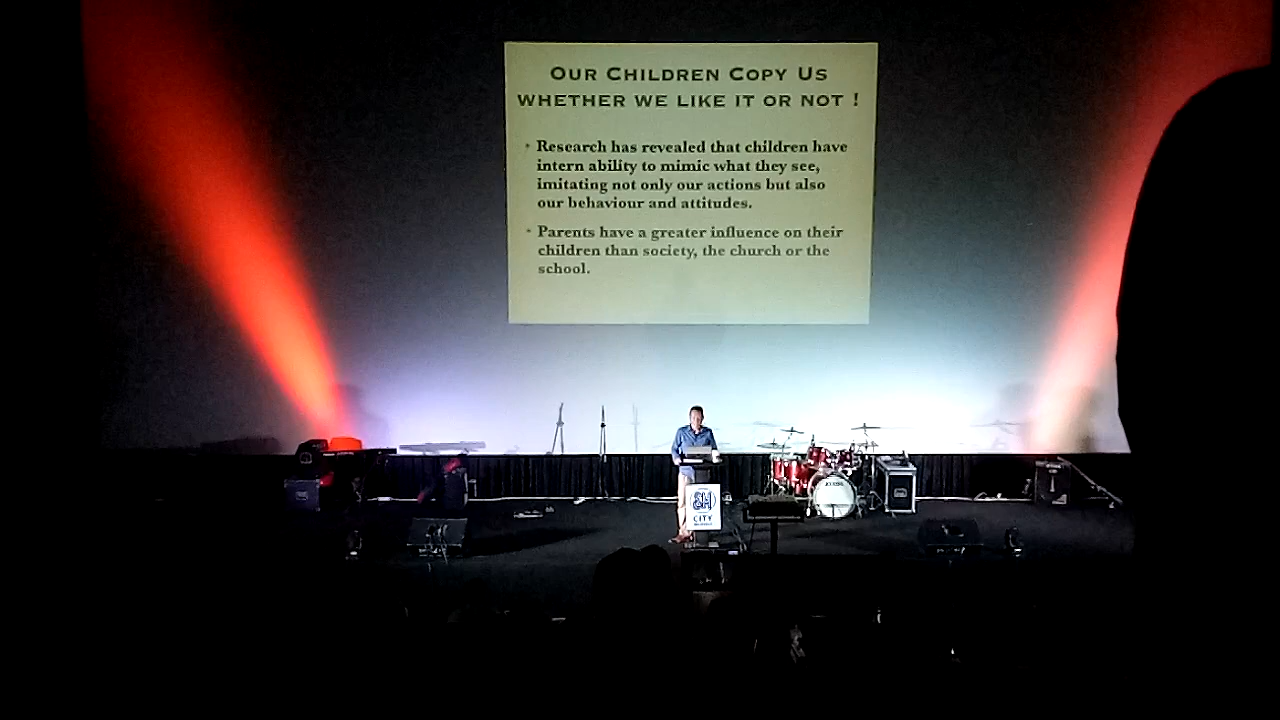 OUR CHILDREN COPY US
WHETHER WE LIKE IT OR NOT !
• Research has revealed that children have
intern ability to mimic what they see,
imitating not only our actions but also
our behaviour and attitudes.
• Parents have a greater influence on their
children than society, the church or the
school.
CITY